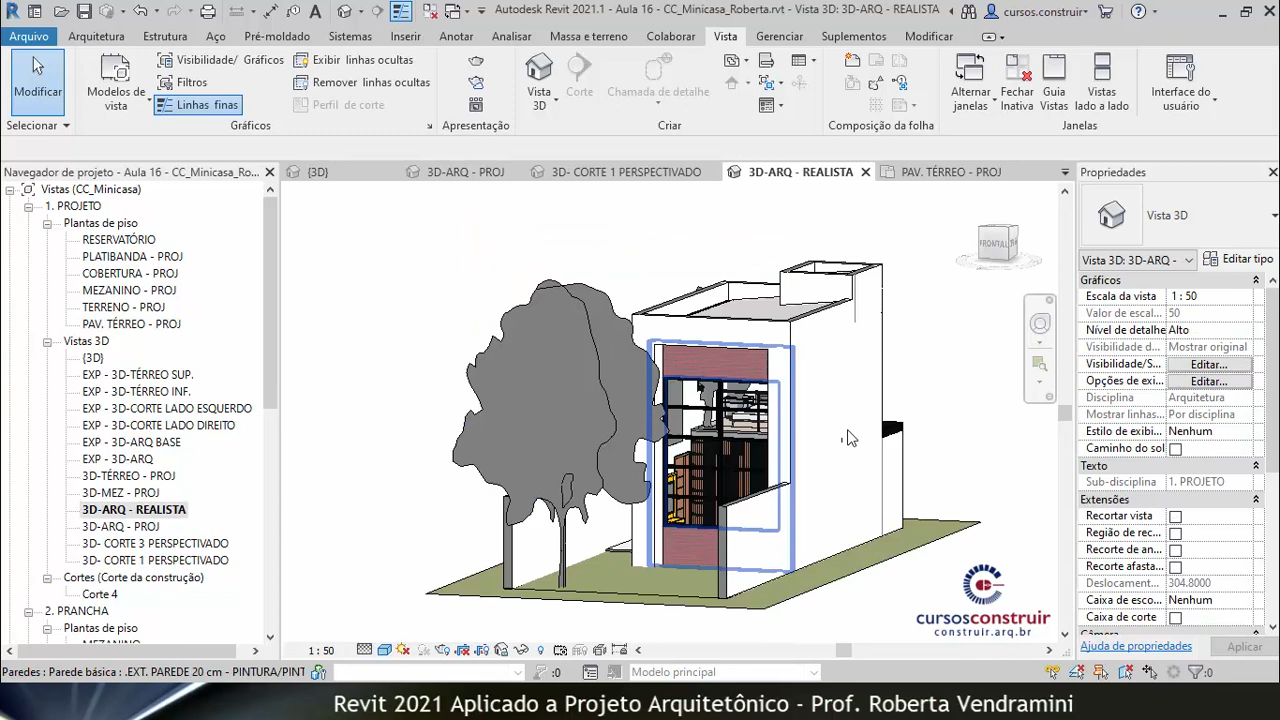 Autodesk Revit 2021.1 - Aula 16 - CC_Minicasa_Roberta.rvt - Vista 3D: 3D-ARQ - REALISTA
cursos.construir
Arquivo Arquitetura Estrutura Aço Pré-moldado Sistemas Inserir Anotar Analisar Massa e terreno Colaborar Vista Gerenciar Suplementos Modificar
Modificar
Selecionar
Modelos de vista
Visibilidade/ Gráficos
Filtros
Linhas finas
Exibir linhas ocultas
Remover linhas ocultas
Perfil de corte
Gráficos
Apresentação
Vista 3D
Corte
Chamada de detalhe
Criar
Composição da folha
Alternar janelas
Fechar Inativa
Guia Vistas
Vistas lado a lado
Janelas
Interface do usuário
Navegador de projeto - Aula 16 - CC_Minicasa_Ro...
{3D}
3D-ARQ - PROJ
3D- CORTE 1 PERSPECTIVADO
3D-ARQ - REALISTA
PAV. TÉRREO - PROJ
Vistas (CC_Minicasa)
1. PROJETO
Plantas de piso
RESERVATÓRIO
PLATIBANDA - PROJ
COBERTURA - PROJ
MEZANINO - PROJ
TERRENO - PROJ
PAV. TÉRREO - PROJ
Vistas 3D
{3D}
EXP - 3D-TÉRREO SUP.
EXP - 3D-TÉRREO INF.
EXP - 3D-CORTE LADO ESQUERDO
EXP - 3D-CORTE LADO DIREITO
EXP - 3D-ARQ BASE
EXP - 3D-ARQ
3D-TÉRREO - PROJ
3D-MEZ - PROJ
3D-ARQ - REALISTA
3D-ARQ - PROJ
3D- CORTE 3 PERSPECTIVADO
3D- CORTE 1 PERSPECTIVADO
Cortes (Corte da construção)
Corte 4
2. PRANCHA
Plantas de piso
FRONTAL
Propriedades
Vista 3D
Vista 3D: 3D-ARQ -
Editar tipo
Gráficos
Escala da vista 1 : 50
Valor de escal... 50
Nível de detalhe Alto
Visibilidade d... Mostrar original
Visibilidade/S... Editar...
Opções de exi... Editar...
Disciplina Arquitetura
Mostrar linhas... Por disciplina
Estilo de exibi... Nenhum
Caminho do sol
Texto
Sub-disciplina 1. PROJETO
Extensões
Recortar vista
Região de rec...
Recorte de an...
Recorte afasta...
Deslocament... 304.8000
Caixa de esco... Nenhum
Caixa de corte
Câmera
Ajuda de propriedades
Aplicar
cursosconstruir
construir.arq.br
1 : 50
Paredes : Parede básica : .EXT. PAREDE 20 cm - PINTURA/PINT
:0
Modelo principal
:0
Revit 2021 Aplicado a Projeto Arquitetônico - Prof. Roberta Vendramini